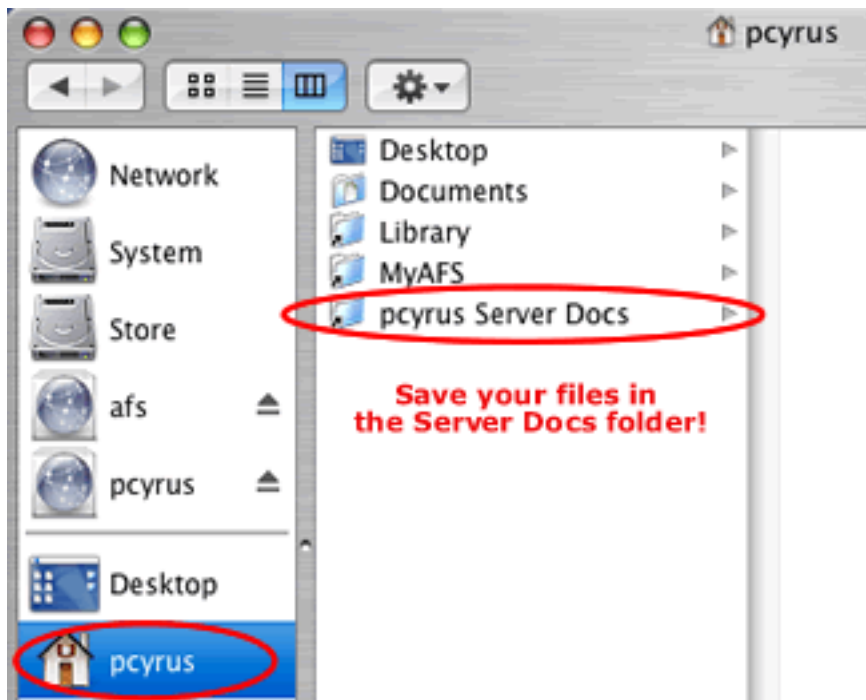 pcyrus
Network
System
Store
afs
pcyrus
Desktop
pcyrus
Desktop
Documents
Library
MyAFS
pcyrus Server Docs
Save your files in
the Server Docs folder!